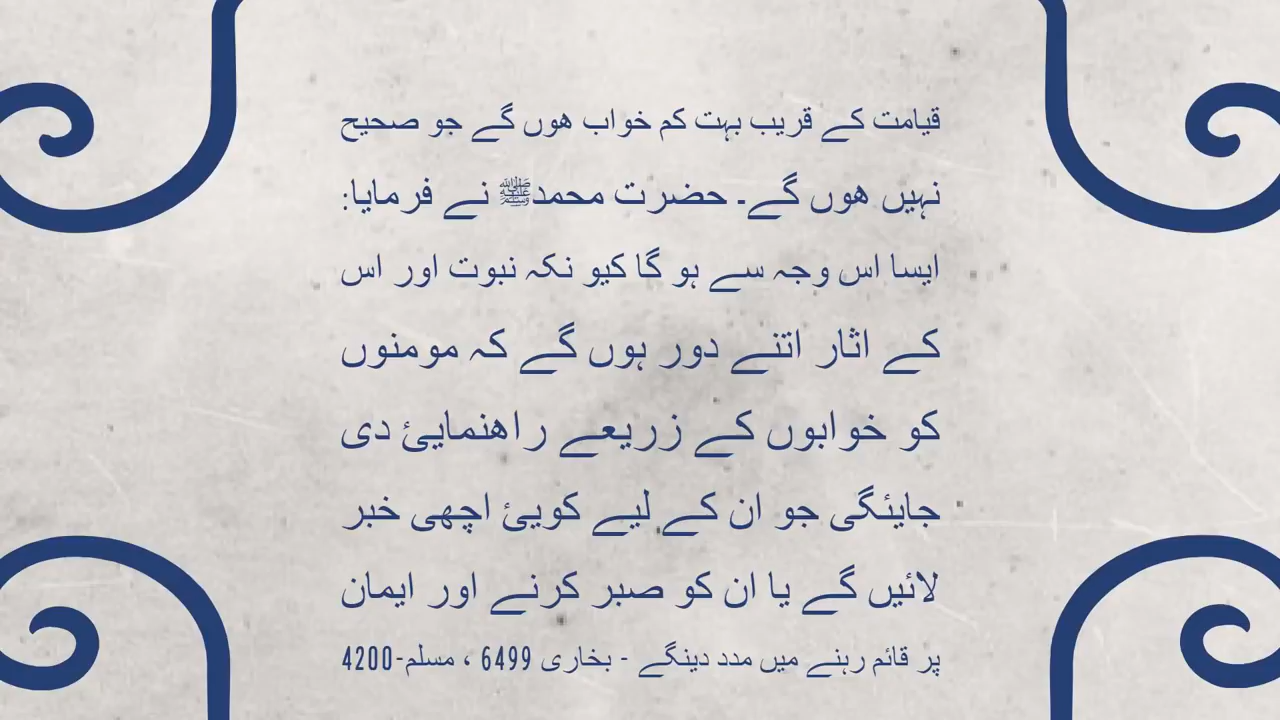 قیامت کے قریب بہت کم خواب ھوں گے جو صحیح
نہیں ھوں گے۔ حضرت محمدﷺ نے فرمایا:
ایسا اس وجہ سے ہو گا کیو نکہ نبوت اور اس
کے اثار اتنے دور ہوں گے کہ مومنوں
کو خوابوں کے زریعے راھنمایئ دی
جایئگی جو ان کے لیے کویئ اچھی خبر
لائیں گے یا ان کو صبر کرنے اور ایمان
پر قائم رہنے میں مدد دینگے - بخاری 6499 ، مسلم-4200